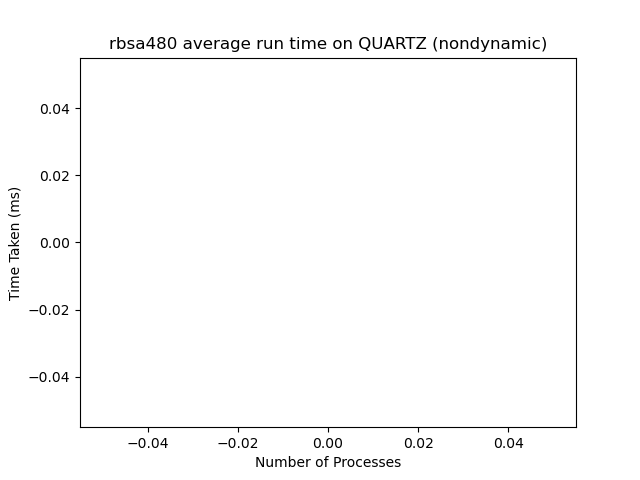 rbsa480 average run time on QUARTZ (nondynamic)
0.04
0.02
0.00
−0.02
−0.04
Time Taken (ms)
−0.04 −0.02 0.00 0.02 0.04
Number of Processes